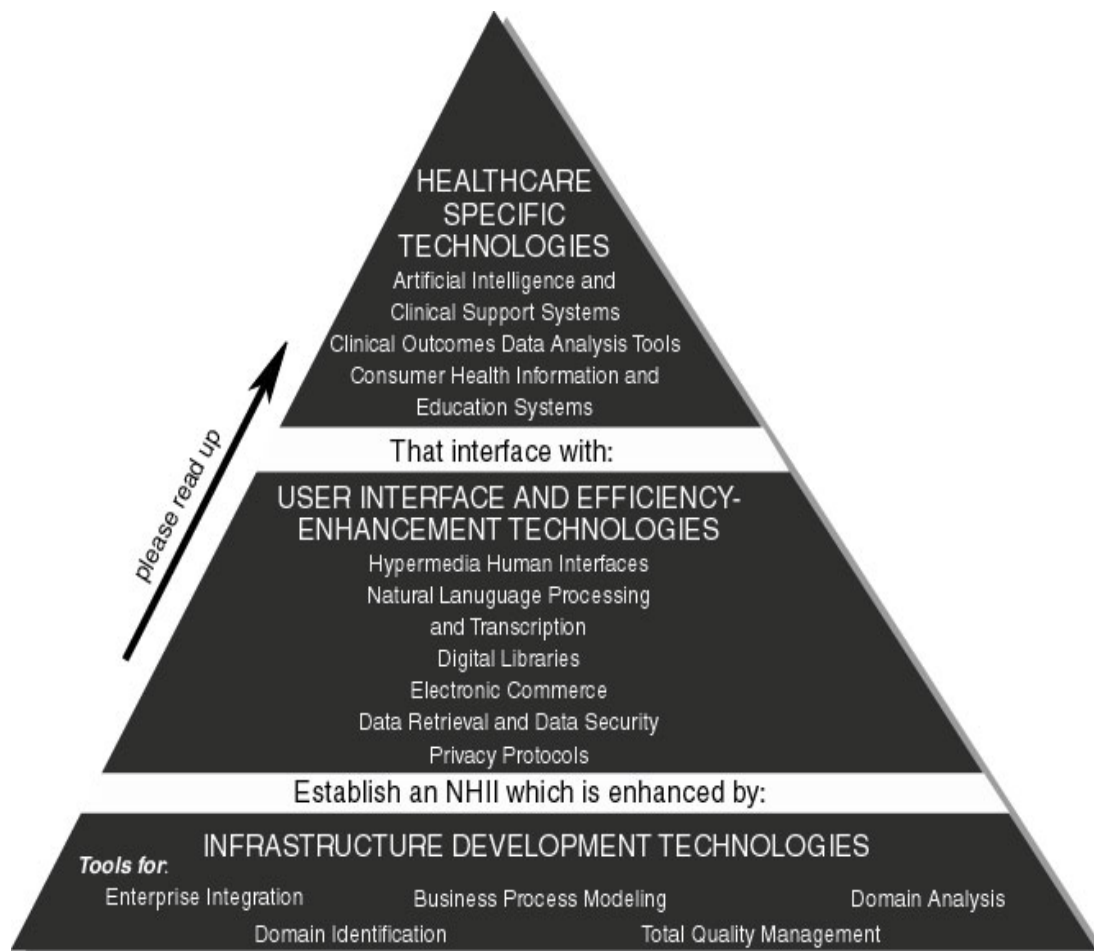 HEALTHCARE
SPECIFIC
TECHNOLOGIES
Artificial Intelligence and
Clinical Support Systems
Clinical Outcomes Data Analysis Tools
Consumer Health Information and
Education Systems
please read up
That interface with:
USER INTERFACE AND EFFICIENCY-
ENHANCEMENT TECHNOLOGIES
Hypermedia Human Interfaces
Natural Lanuguage Processing
and Transcription
Digital Libraries
Electronic Commerce
Data Retrieval and Data Security
Privacy Protocols
Establish an NHII which is enhanced by:
INFRASTRUCTURE DEVELOPMENT TECHNOLOGIES
Tools for:
Enterprise Integration Business Process Modeling Domain Analysis
Domain Identification Total Quality Management